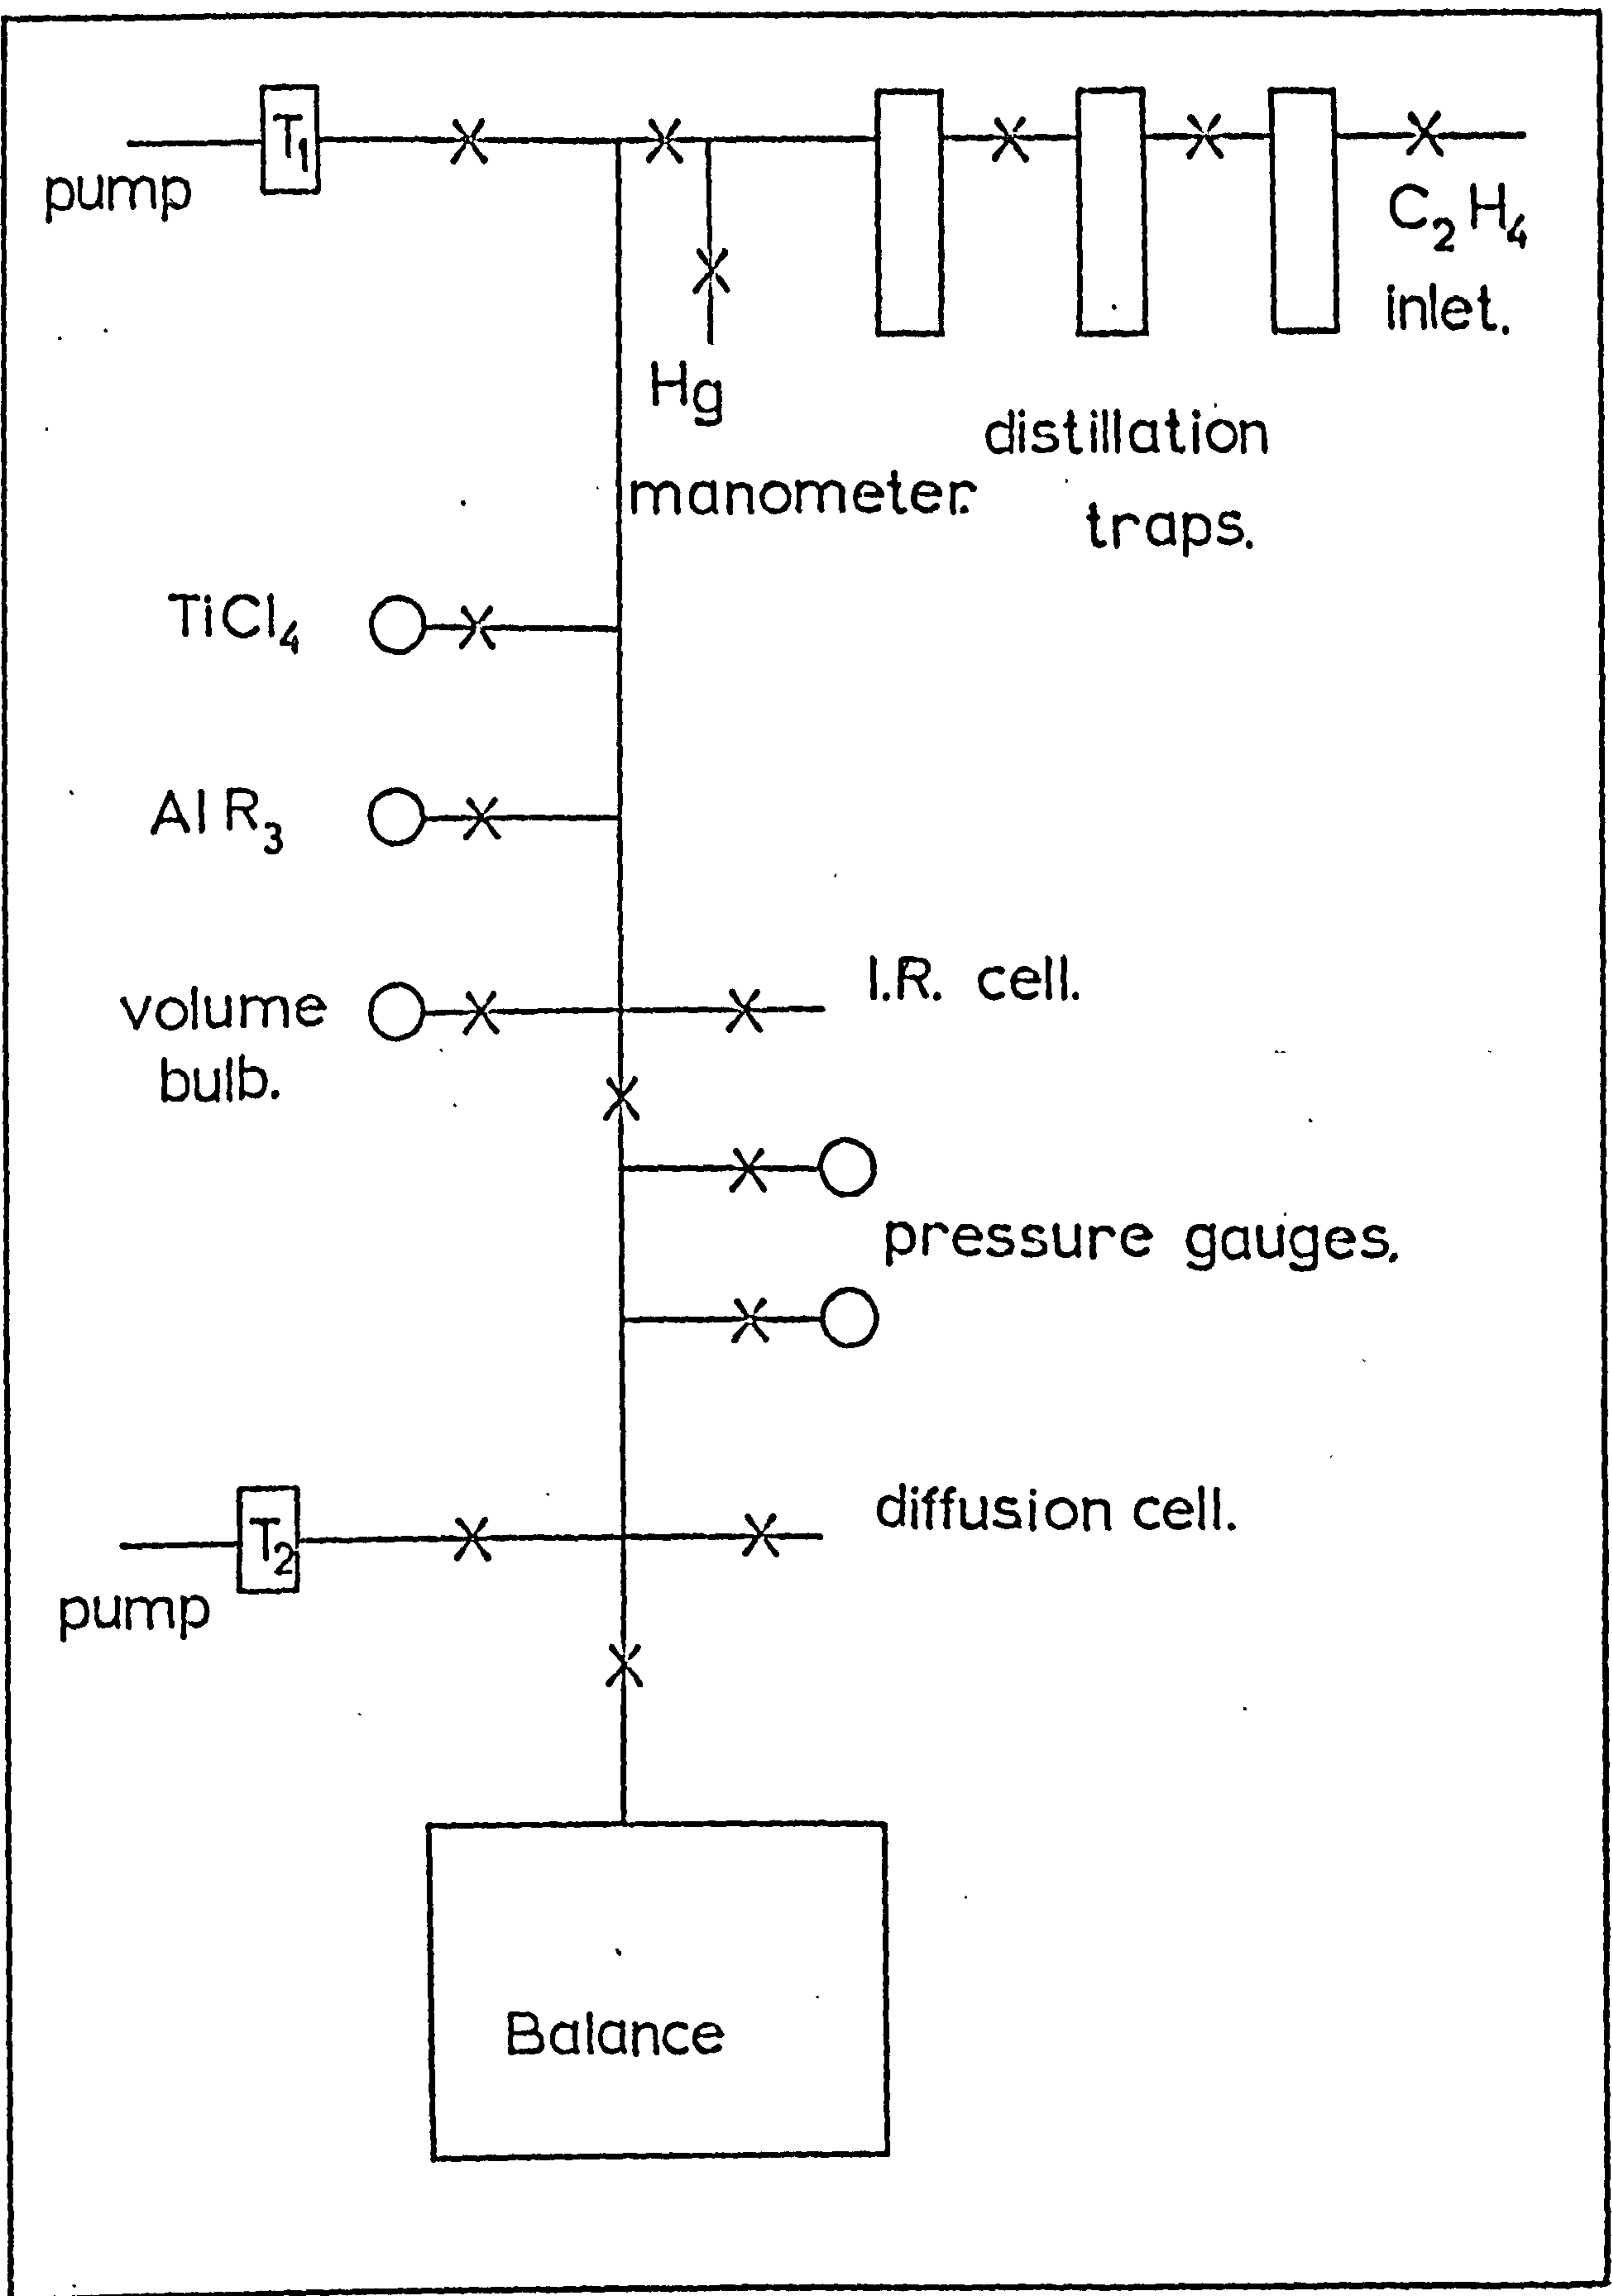 T₁
pump
C₂H₄
inlet.
Hg
manometer.
distillation
traps.
TiCl₄
AlR₃
volume
bulb.
I.R. cell.
pressure gauges.
diffusion cell.
T₂
pump
Balance